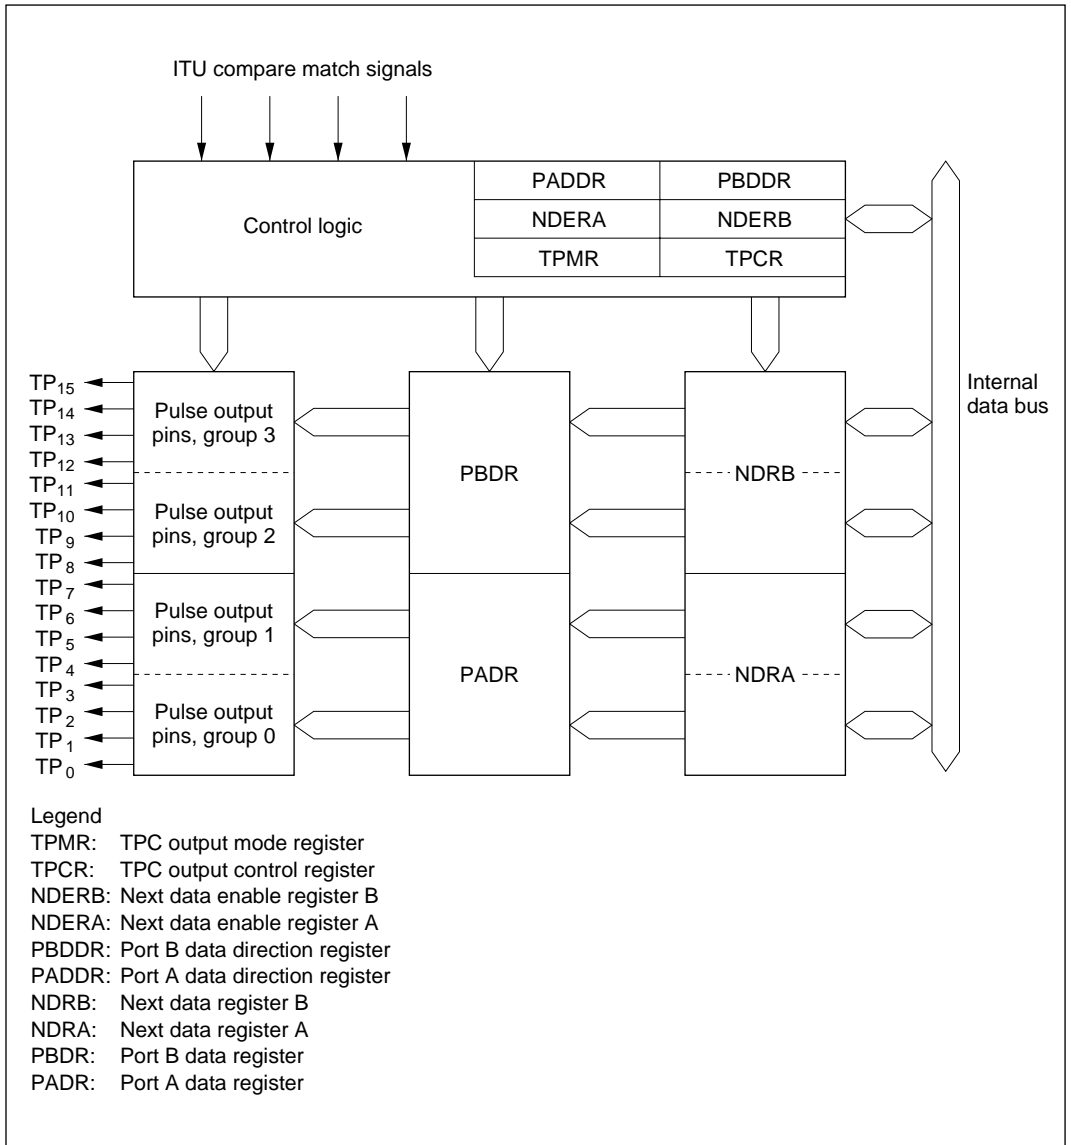 ITU compare match signals
PADDR PBDDR
Control logic NDERA NDERB
TPMR TPCR
Internal
data bus
TP15
TP14
TP13
TP12
TP11
TP10
TP9
TP8
TP7
TP6
TP5
TP4
TP3
TP2
TP1
TP0
Pulse output
pins, group 3
Pulse output
pins, group 2
Pulse output
pins, group 1
Pulse output
pins, group 0
PBDR
PADR
NDRB
NDRA
Legend
TPMR: TPC output mode register
TPCR: TPC output control register
NDERB: Next data enable register B
NDERA: Next data enable register A
PBDDR: Port B data direction register
PADDR: Port A data direction register
NDRB: Next data register B
NDRA: Next data register A
PBDR: Port B data register
PADR: Port A data register